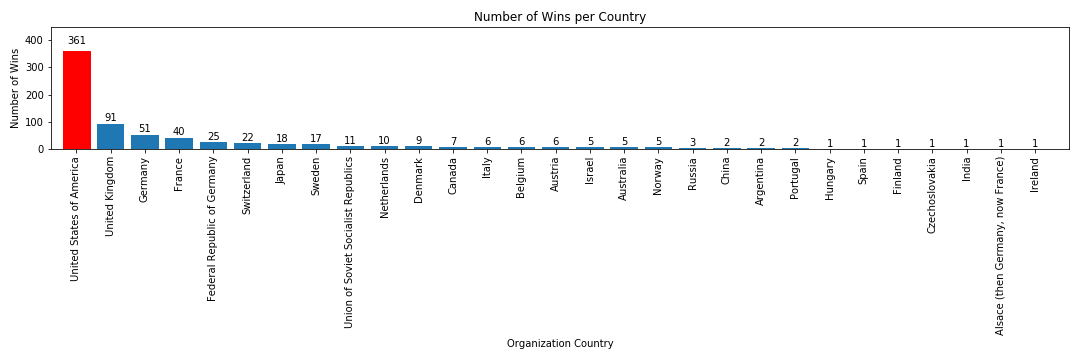 Number of Wins per Country
Number of Wins
400
300
200
100
0
361
91
51
40
25
22
18
17
11
10
9
7
6
6
6
5
5
5
3
2
2
2
1
1
1
1
1
1
1
United States of America
United Kingdom
Germany
France
Federal Republic of Germany
Switzerland
Japan
Sweden
Union of Soviet Socialist Republics
Netherlands
Denmark
Canada
Italy
Belgium
Austria
Israel
Australia
Norway
Russia
China
Argentina
Portugal
Hungary
Spain
Finland
Czechoslovakia
India
Alsace (then Germany, now France)
Ireland
Organization Country